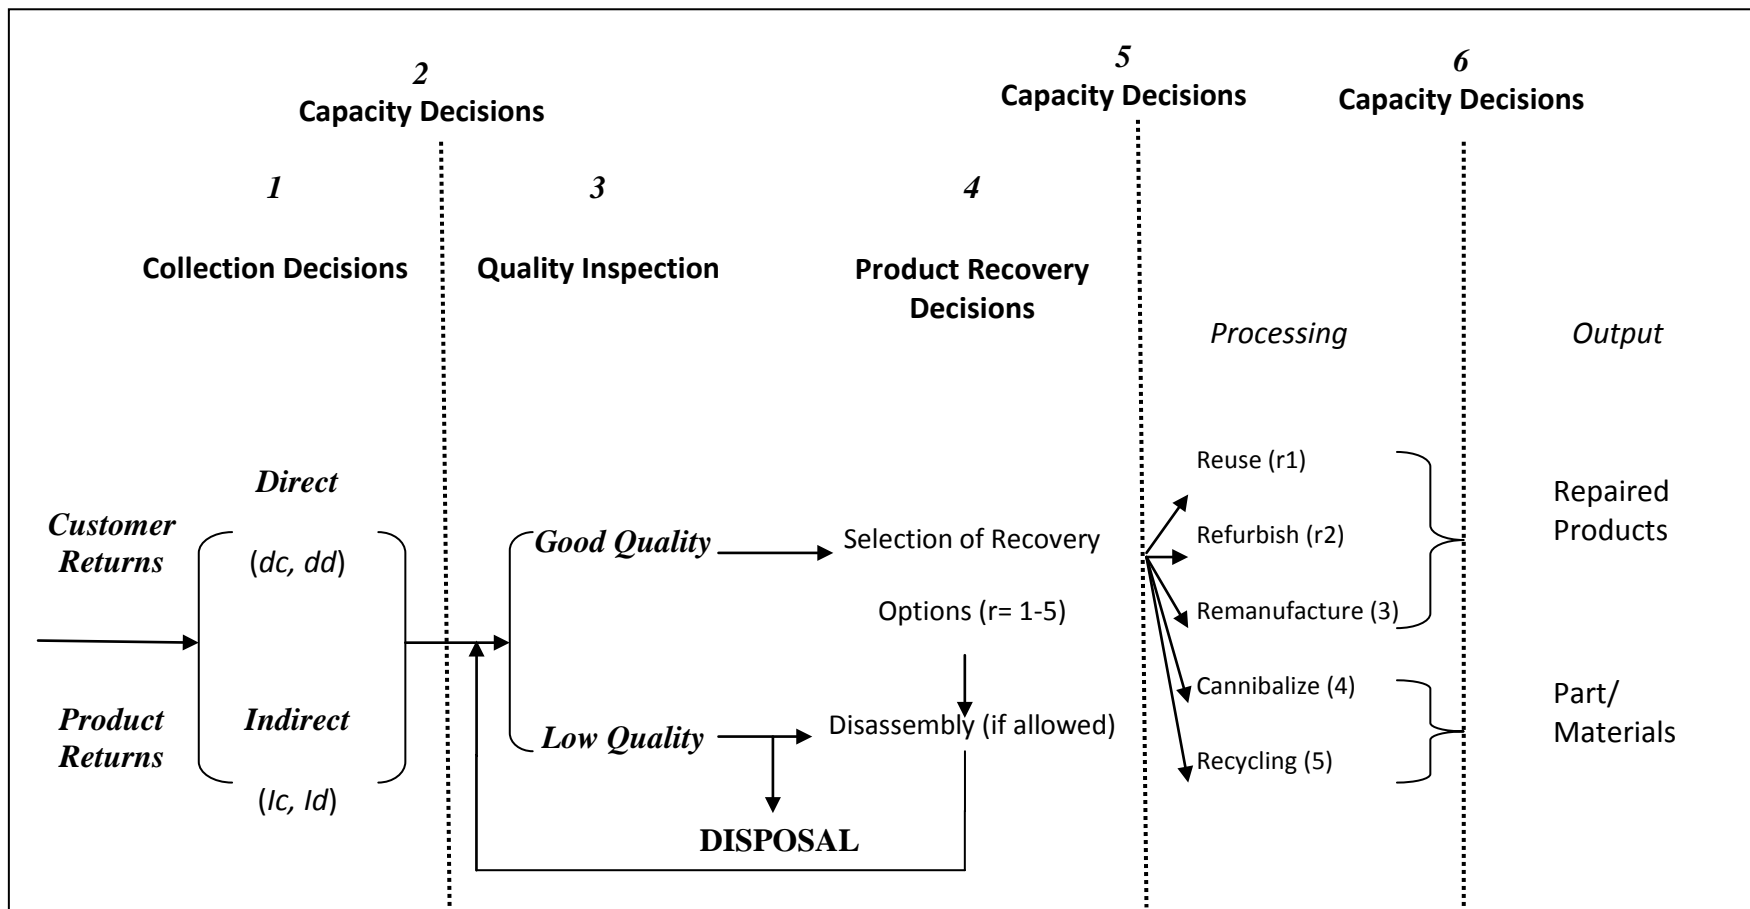 2
Capacity Decisions
5
Capacity Decisions
6
Capacity Decisions
1
Collection Decisions
3
Quality Inspection
4
Product Recovery
Decisions
Processing
Output
Customer
Returns
Product
Returns
Direct
(dc, dd)
Indirect
(Ic, Id)
Good Quality
Low Quality
DISPOSAL
Selection of Recovery
Options (r= 1-5)
Disassembly (if allowed)
Reuse (r1)
Refurbish (r2)
Remanufacture (3)
Cannibalize (4)
Recycling (5)
Repaired
Products
Part/
Materials